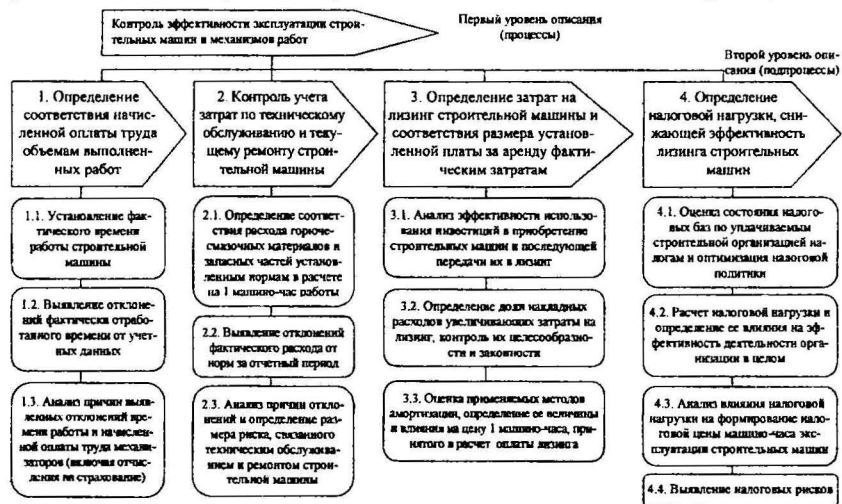 Контроль эффективности эксплуатации строи-
тельных машин и механизмов работ
Первый уровень описания
(процессы)
Второй уровень опи-
сания (подпроцессы)
1. Определение
соответствия начис-
ленной оплаты труда
объемам выполнен-
ных работ
2. Контроль учета
затрат по техническому
обслуживанию и теку-
щему ремонту строи-
тельной машины
3. Определение затрат на
лизинг строительной машины и
соответствия размера установ-
ленной платы за аренду факти-
ческим затратам
4. Определение
налоговой нагрузки, сни-
жающей эффективность
лизинга строительных
машин
1.1. Установление фак-
тического времени
работы строительной
машины
1.2. Выявление отклоне-
ний фактически отрабо-
танного времени от учет-
ных данных
1.3. Анализ причин выяв-
ленных отклонений вре-
мени работы и начислен-
ной оплаты труда механи-
заторов (включая отчис-
ления на страхование)
2.1. Определение соответ-
ствия расхода горюче-
смазочных материалов и
запасных частей установ-
ленным нормам в расчете
на 1 машино-час работы
2.2. Выявление отклонений
фактического расхода от
норм за отчетный период
2.3. Анализ причин откло-
нений и определение раз-
мера риска, связанного
техническим обслужива-
нием и ремонтом строи-
тельной машины
3.1. Анализ эффективности использо-
вания инвестиций в приобретение
строительных машин и последующей
передачи их в лизинг
3.2. Определение доли накладных
расходов увеличивающих затраты на
лизинг, контроль их целесообраз-
ности и законности
3.3. Оценка применяемых методов
амортизации, определение ее величины
и влияния на цену 1 машино-часа, при-
нятого в расчет оплаты лизинга
4.1. Оценка состояния налого-
вых баз по уплачиваемым
строительной организацией на-
логам и оптимизация налоговой
политики
4.2. Расчет налоговой нагрузки и
определение ее влияния на эф-
фективность деятельности орга-
низации в целом
4.3. Анализ влияния налоговой
нагрузки на формирование нало-
говой цены машино-часа экс-
плуатации строительных машин
4.4. Выявление налоговых рисков